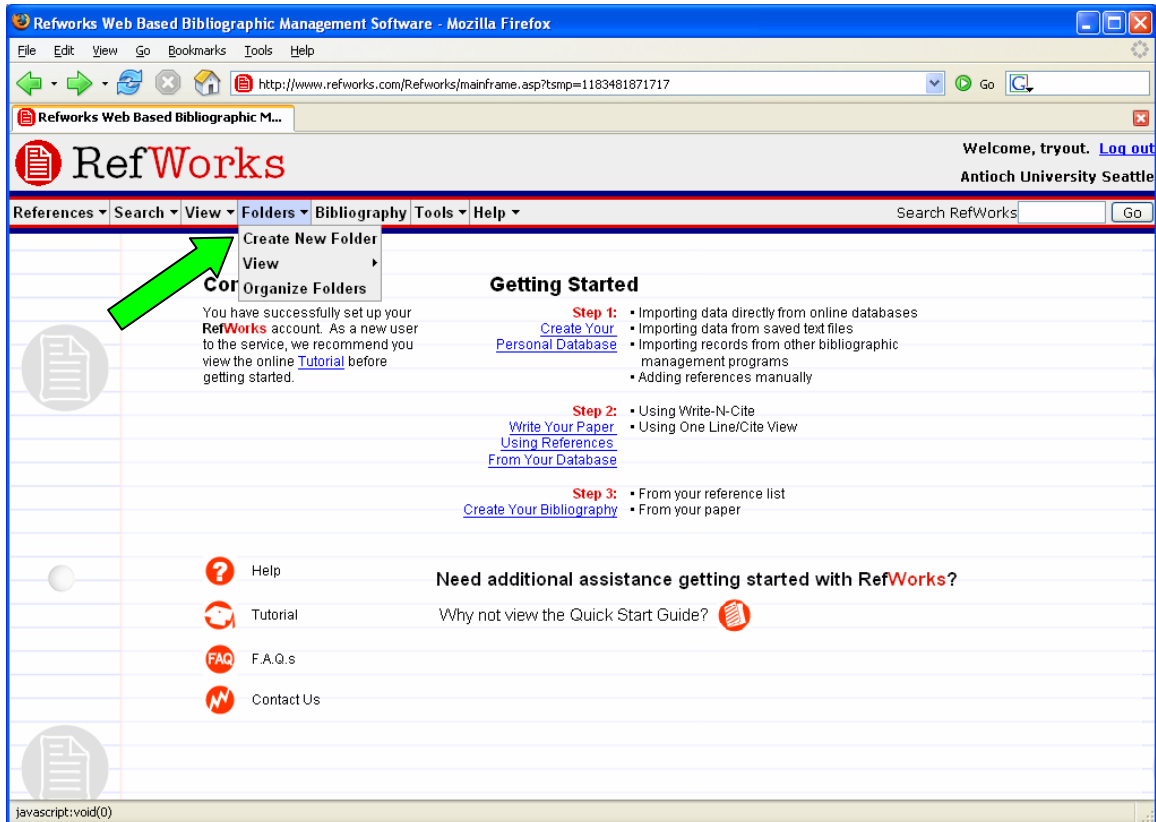 Refworks Web Based Bibliographic Management Software - Mozilla Firefox
File Edit View Go Bookmarks Tools Help
http://www.refworks.com/Refworks/mainframe.asp?tsmp=1183481871717
Go
Refworks Web Based Bibliographic M...
RefWorks
Welcome, tryout. Log out
Antioch University Seattle
References Search View Folders Bibliography Tools Help
Search RefWorks Go
Create New Folder
View
Organize Folders
You have successfully set up your
RefWorks account. As a new user
to the service, we recommend you
view the online Tutorial before
getting started.
Getting Started
Step 1:
Create Your
Personal Database
▪ Importing data directly from online databases
▪ Importing data from saved text files
▪ Importing records from other bibliographic
management programs
▪ Adding references manually
Step 2:
Write Your Paper
Using References
From Your Database
▪ Using Write-N-Cite
▪ Using One Line/Cite View
Step 3:
Create Your Bibliography
▪ From your reference list
▪ From your paper
Help
Tutorial
FAQ F.A.Q.s
Contact Us
Need additional assistance getting started with RefWorks?
Why not view the Quick Start Guide?
javascript:void(0)